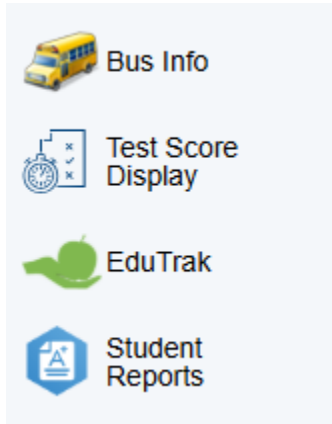 Bus Info
Test Score
Display
EduTrak
Student
Reports